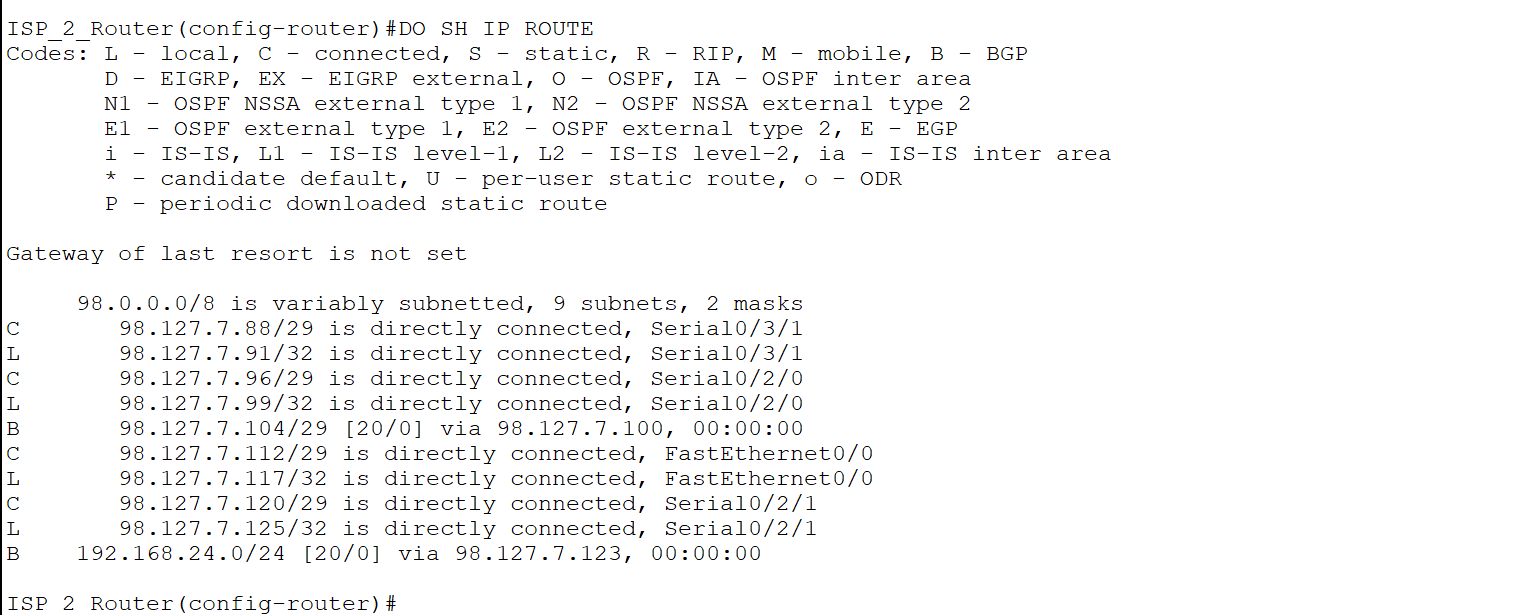 ISP_2_Router(config-router)#DO SH IP ROUTE
Codes: L - local, C - connected, S - static, R - RIP, M - mobile, B - BGP
       D - EIGRP, EX - EIGRP external, O - OSPF, IA - OSPF inter area
       N1 - OSPF NSSA external type 1, N2 - OSPF NSSA external type 2
       E1 - OSPF external type 1, E2 - OSPF external type 2, E - EGP
       i - IS-IS, L1 - IS-IS level-1, L2 - IS-IS level-2, ia - IS-IS inter area
       * - candidate default, U - per-user static route, o - ODR
       P - periodic downloaded static route

Gateway of last resort is not set

     98.0.0.0/8 is variably subnetted, 9 subnets, 2 masks
C       98.127.7.88/29 is directly connected, Serial0/3/1
L       98.127.7.91/32 is directly connected, Serial0/3/1
C       98.127.7.96/29 is directly connected, Serial0/2/0
L       98.127.7.99/32 is directly connected, Serial0/2/0
B       98.127.7.104/29 [20/0] via 98.127.7.100, 00:00:00
C       98.127.7.112/29 is directly connected, FastEthernet0/0
L       98.127.7.117/32 is directly connected, FastEthernet0/0
C       98.127.7.120/29 is directly connected, Serial0/2/1
L       98.127.7.125/32 is directly connected, Serial0/2/1
B    192.168.24.0/24 [20/0] via 98.127.7.123, 00:00:00

ISP 2 Router(config-router)#